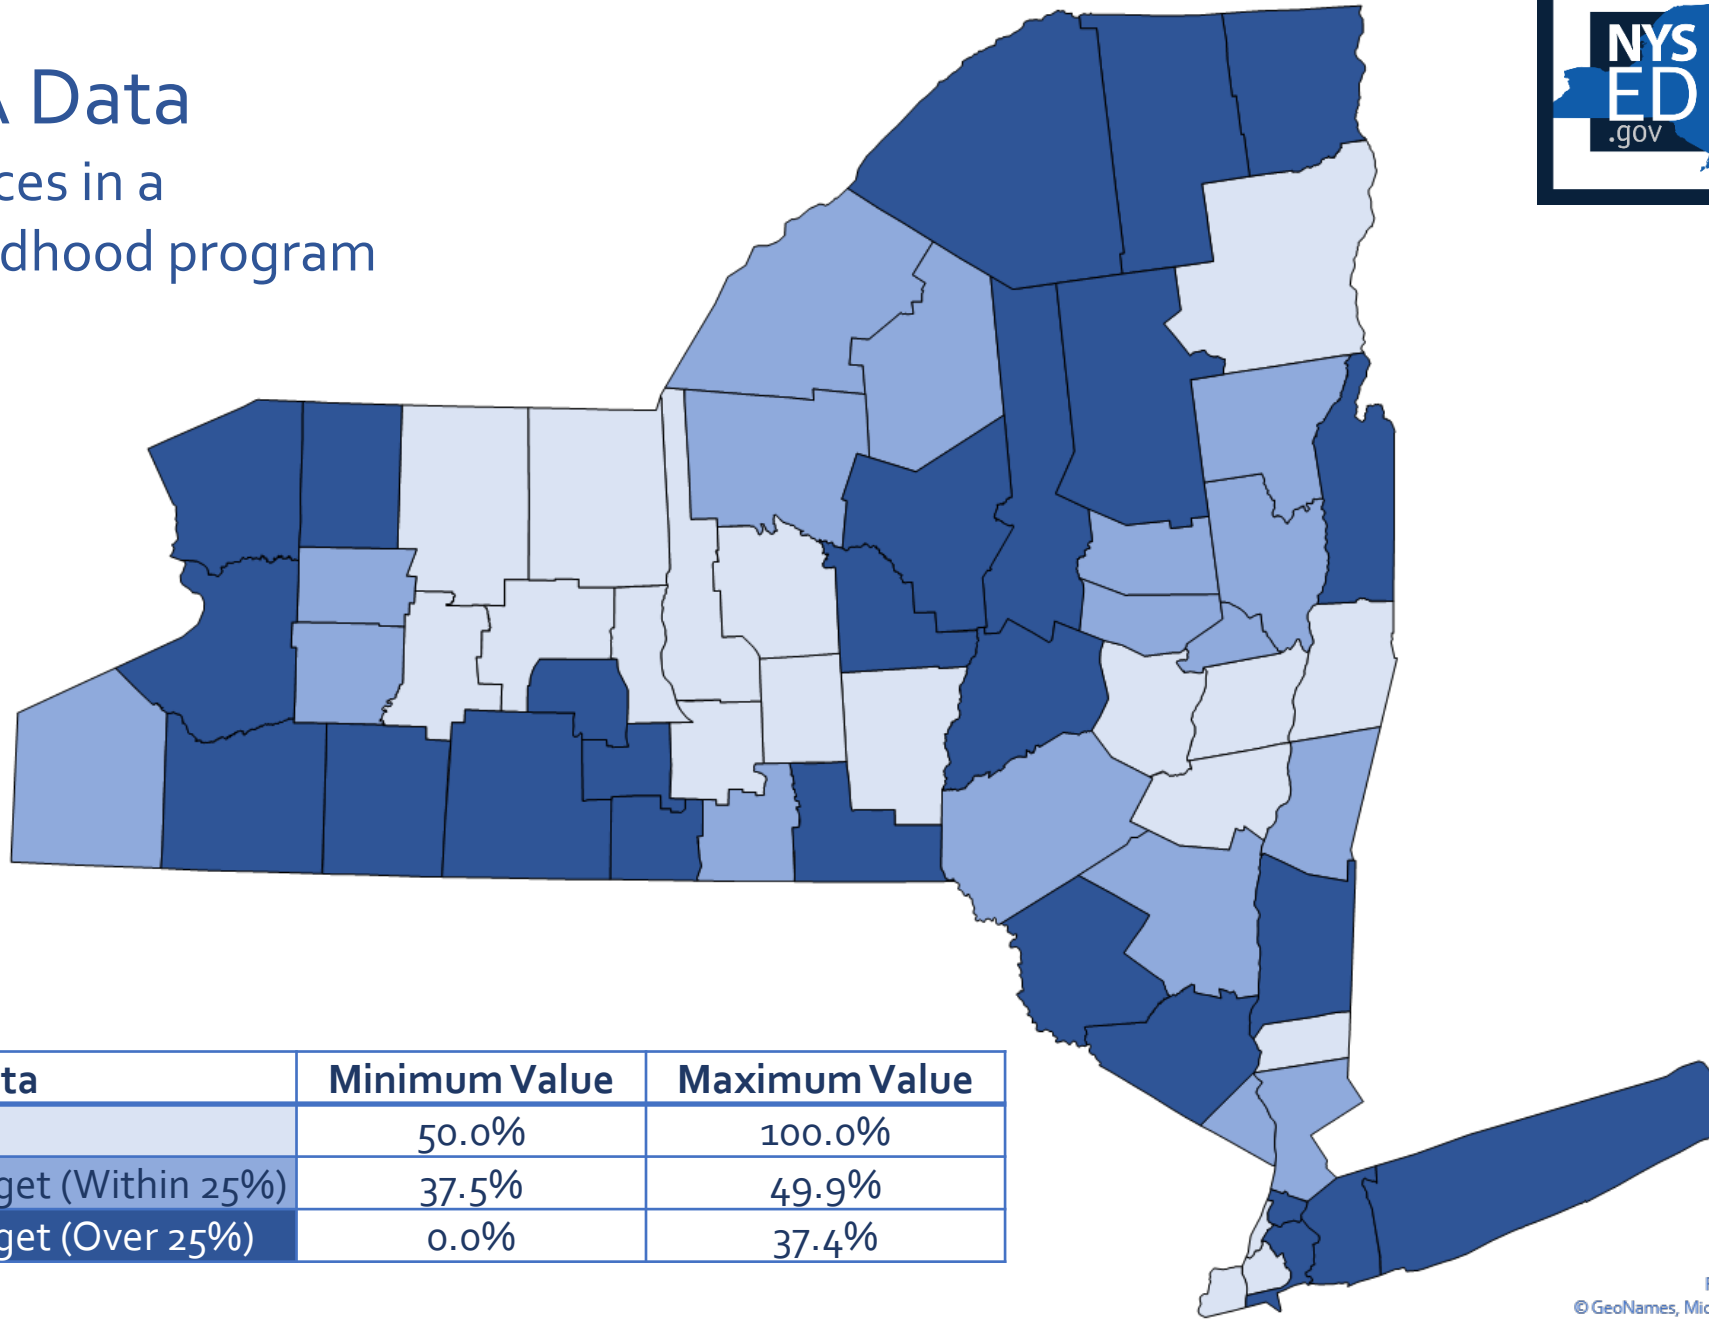 A Data
ces in a
dhood program
NYS
ED
.gov
ta Minimum Value Maximum Value
50.0% 100.0%
get (Within 25%) 37.5% 49.9%
get (Over 25%) 0.0% 37.4%
© GeoNames, Mic